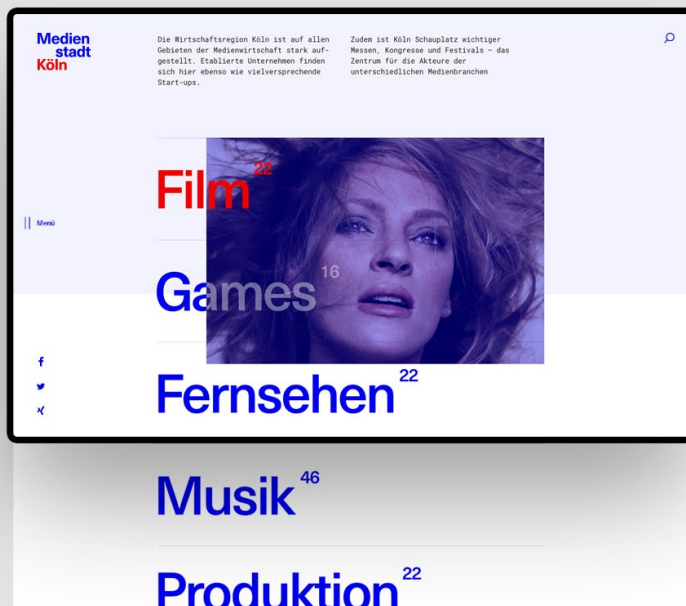 Medien
stadt
Köln
Die Wirtschaftsregion Köln ist auf allen
Gebieten der Medienwirtschaft stark auf-
gestellt. Etablierte Unternehmen finden
sich hier ebenso wie vielversprechende
Start-ups.
Zudem ist Köln Schauplatz wichtiger
Messen, Kongresse und Festivals – das
Zentrum für die Akteure der
unterschiedlichen Medienbranchen
Film 22
Menü
Games 16
Fernsehen 22
Musik 46
Produktion 22